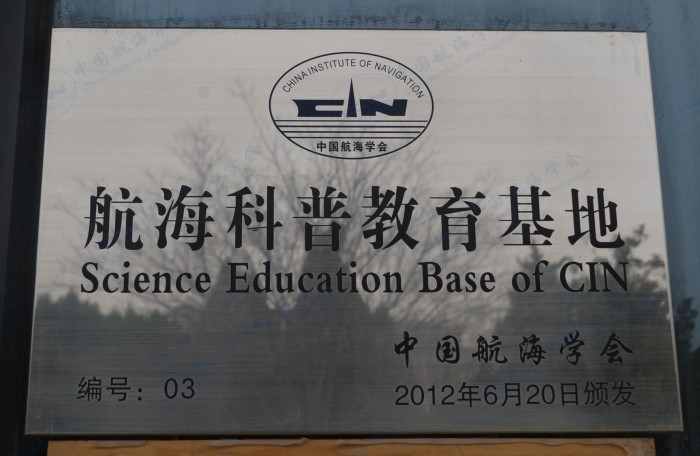 CHINA INSTITUTE OF NAVIGATION
CIN
中国航海学会
航海科普教育基地
Science Education Base of CIN
中国航海学会
编号：03
2012年6月20日颁发